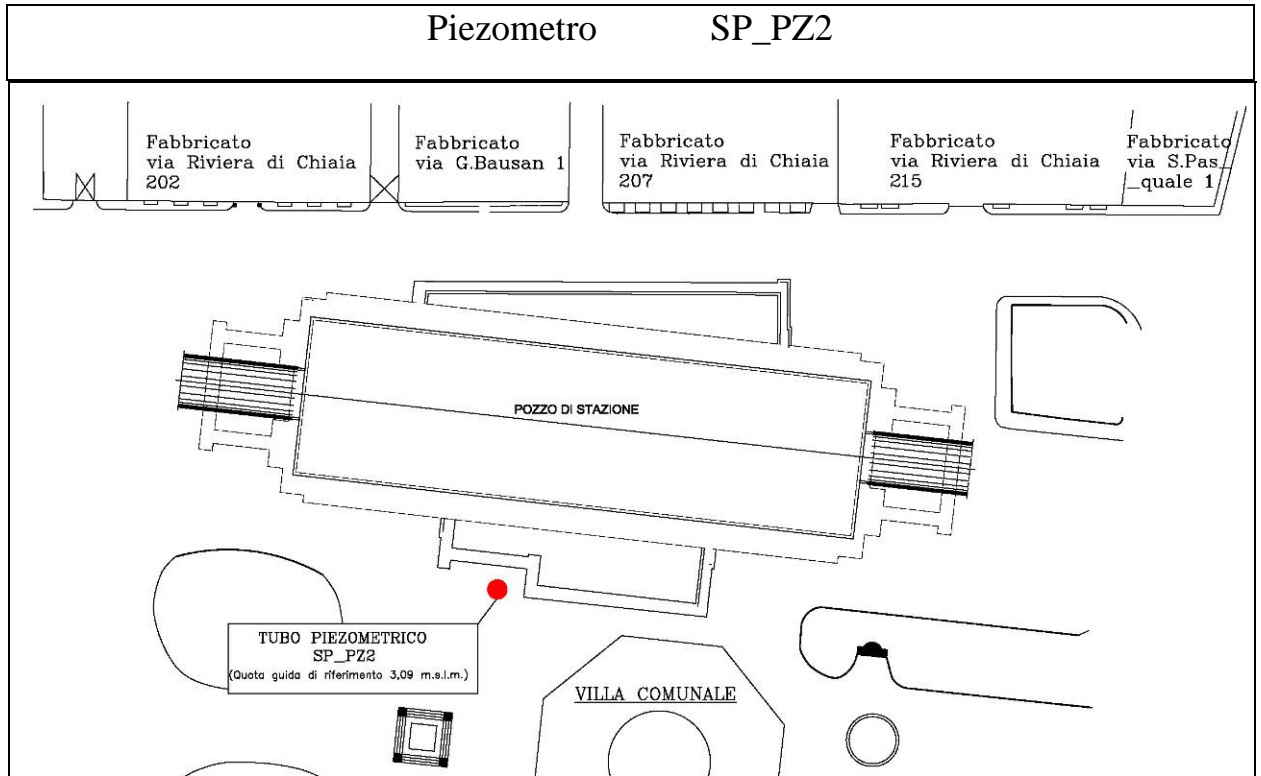 Piezometro SP_PZ2
Fabbricato
via Riviera di Chiaia
202
Fabbricato
via G.Bausan 1
Fabbricato
via Riviera di Chiaia
207
Fabbricato
via Riviera di Chiaia
215
Fabbricato
via S.Pas_
_quale 1
POZZO DI STAZIONE
TUBO PIEZOMETRICO
SP_PZ2
(Quota guida di riferimento 3,09 m.s.l.m.)
VILLA COMUNALE